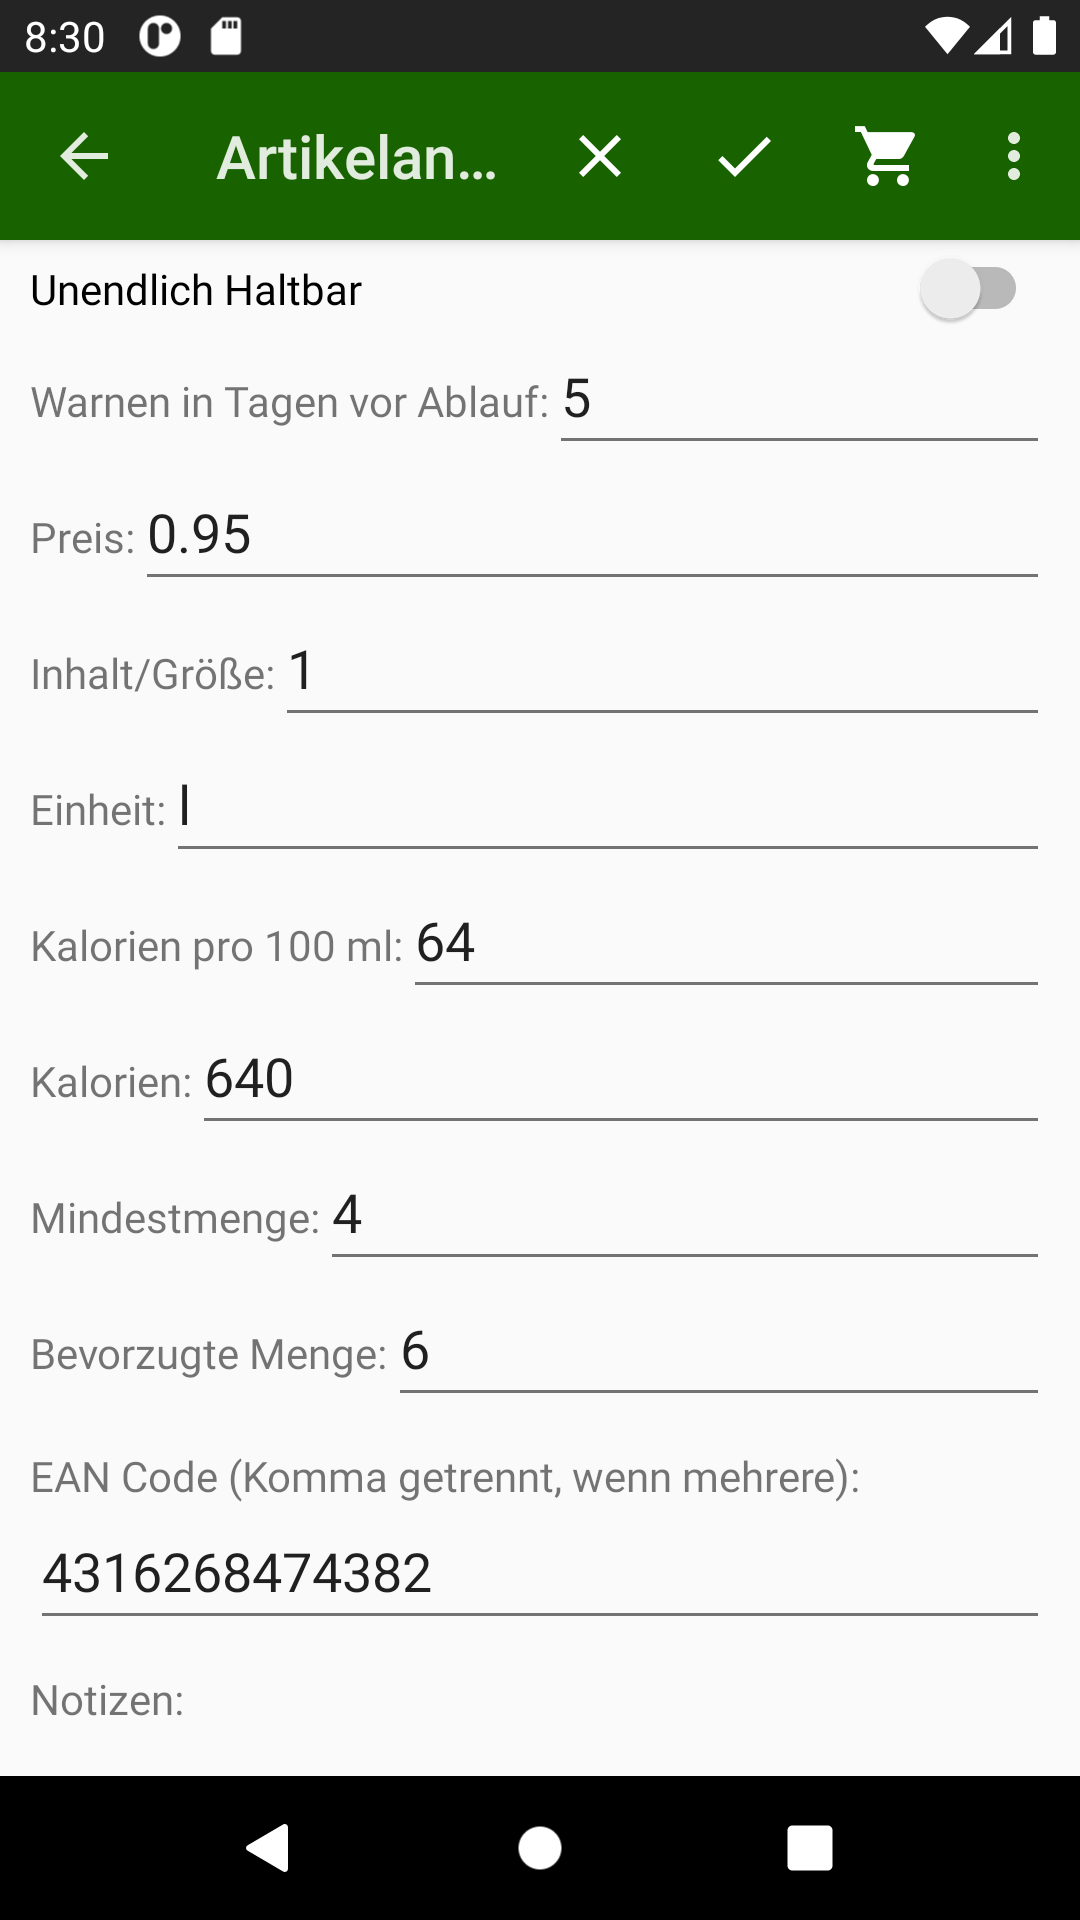 8:30
Artikelan...
Unendlich Haltbar
Warnen in Tagen vor Ablauf: 5
Preis: 0.95
Inhalt/Größe: 1
Einheit: l
Kalorien pro 100 ml: 64
Kalorien: 640
Mindestmenge: 4
Bevorzugte Menge: 6
EAN Code (Komma getrennt, wenn mehrere):
4316268474382
Notizen: